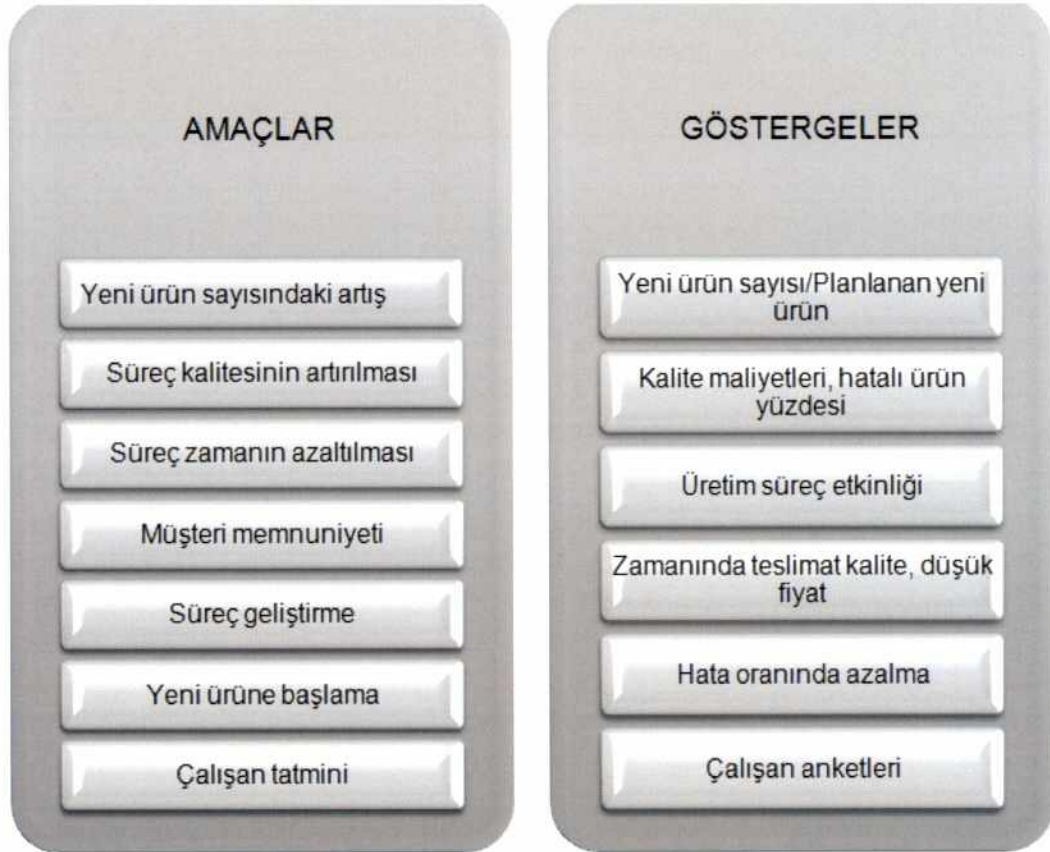 AMAÇLAR
Yeni ürün sayısındaki artış
Süreç kalitesinin artırılması
Süreç zamanın azaltılması
Müşteri memnuniyeti
Süreç geliştirme
Yeni ürüne başlama
Çalışan tatmini
GÖSTERGELER
Yeni ürün sayısı/Planlanan yeni
ürün
Kalite maliyetleri, hatalı ürün
yüzdesi
Üretim süreç etkinliği
Zamanında teslimat kalite, düşük
fiyat
Hata oranında azalma
Çalışan anketleri